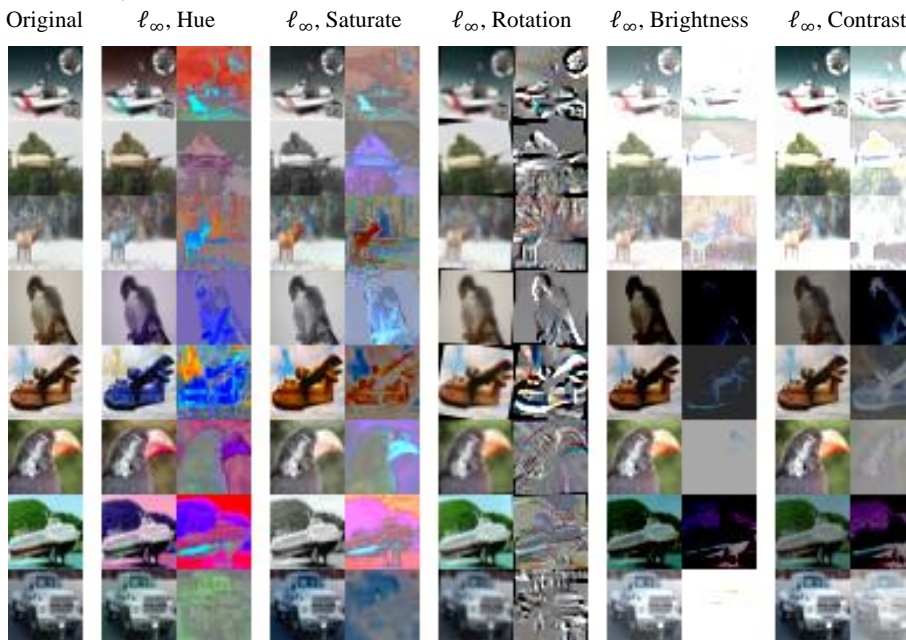 Original ℓ∞, Hue ℓ∞, Saturate ℓ∞, Rotation ℓ∞, Brightness ℓ∞, Contrast